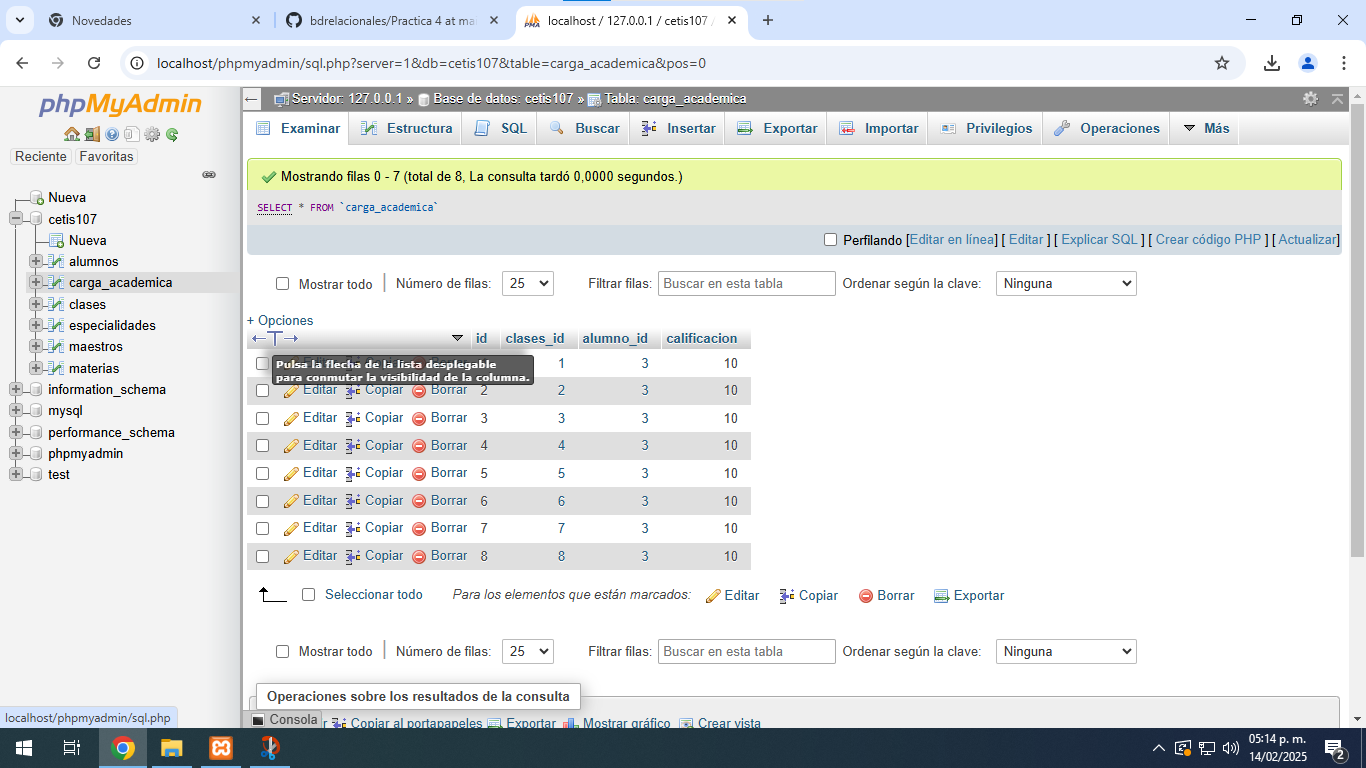 Novedades
bdrelacionales/Practica 4 at ma
localhost / 127.0.0.1 / cetis107 /
localhost/phpmyadmin/sql.php?server=1&db=cetis107&table=carga_academica&pos=0
phpMyAdmin
Reciente Favoritas
Nueva
cetis107
Nueva
alumnos
carga_academica
clases
especialidades
maestros
materias
information_schema
mysql
performance_schema
phpmyadmin
test
localhost/phpmyadmin/sql.php
Servidor: 127.0.0.1 » Base de datos: cetis107 » Tabla: carga_academica
Examinar Estructura SQL Buscar Insertar Exportar Importar Privilegios Operaciones Más
Mostrando filas 0 - 7 (total de 8, La consulta tardó 0,0000 segundos.)
SELECT * FROM `carga_academica`
Perfilando [Editar en línea] [ Editar ] [ Explicar SQL ] [ Crear código PHP ] [ Actualizar]
Mostrar todo | Número de filas: 25 Filtrar filas: Buscar en esta tabla Ordenar según la clave: Ninguna
+ Opciones
←T→ id clases_id alumno_id calificacion
1 3 10
Pulsa la flecha de la lista desplegable
para conmutar la visibilidad de la columna.
Editar Copiar Borrar 2 2 3 10
Editar Copiar Borrar 3 3 3 10
Editar Copiar Borrar 4 4 3 10
Editar Copiar Borrar 5 5 3 10
Editar Copiar Borrar 6 6 3 10
Editar Copiar Borrar 7 7 3 10
Editar Copiar Borrar 8 8 3 10
Seleccionar todo Para los elementos que están marcados: Editar Copiar Borrar Exportar
Mostrar todo | Número de filas: 25 Filtrar filas: Buscar en esta tabla Ordenar según la clave: Ninguna
Operaciones sobre los resultados de la consulta
Consola
Copiar al portapapeles Exportar Mostrar gráfico Crear vista
05:14 p. m.
14/02/2025
2